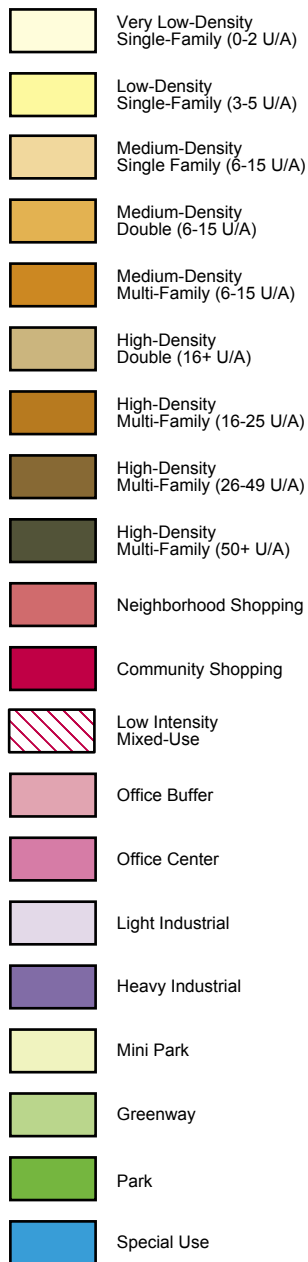 Very Low-Density
Single-Family (0-2 U/A)
Low-Density
Single-Family (3-5 U/A)
Medium-Density
Single Family (6-15 U/A)
Medium-Density
Double (6-15 U/A)
Medium-Density
Multi-Family (6-15 U/A)
High-Density
Double (16+ U/A)
High-Density
Multi-Family (16-25 U/A)
High-Density
Multi-Family (26-49 U/A)
High-Density
Multi-Family (50+ U/A)
Neighborhood Shopping
Community Shopping
Low Intensity
Mixed-Use
Office Buffer
Office Center
Light Industrial
Heavy Industrial
Mini Park
Greenway
Park
Special Use